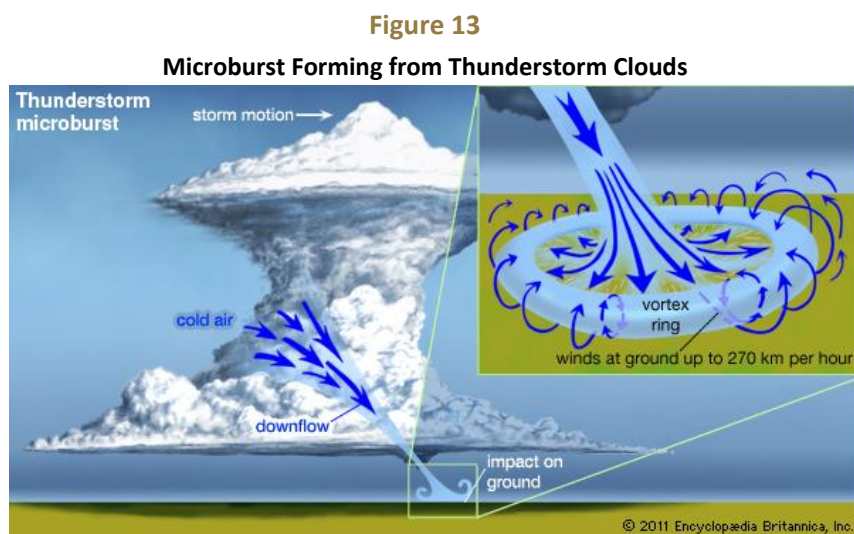 Figure 13
Microburst Forming from Thunderstorm Clouds
Thunderstorm
microburst
storm motion
cold air
downflow
impact on
ground
vortex
ring
winds at ground up to 270 km per hour
© 2011 Encyclopædia Britannica, Inc.